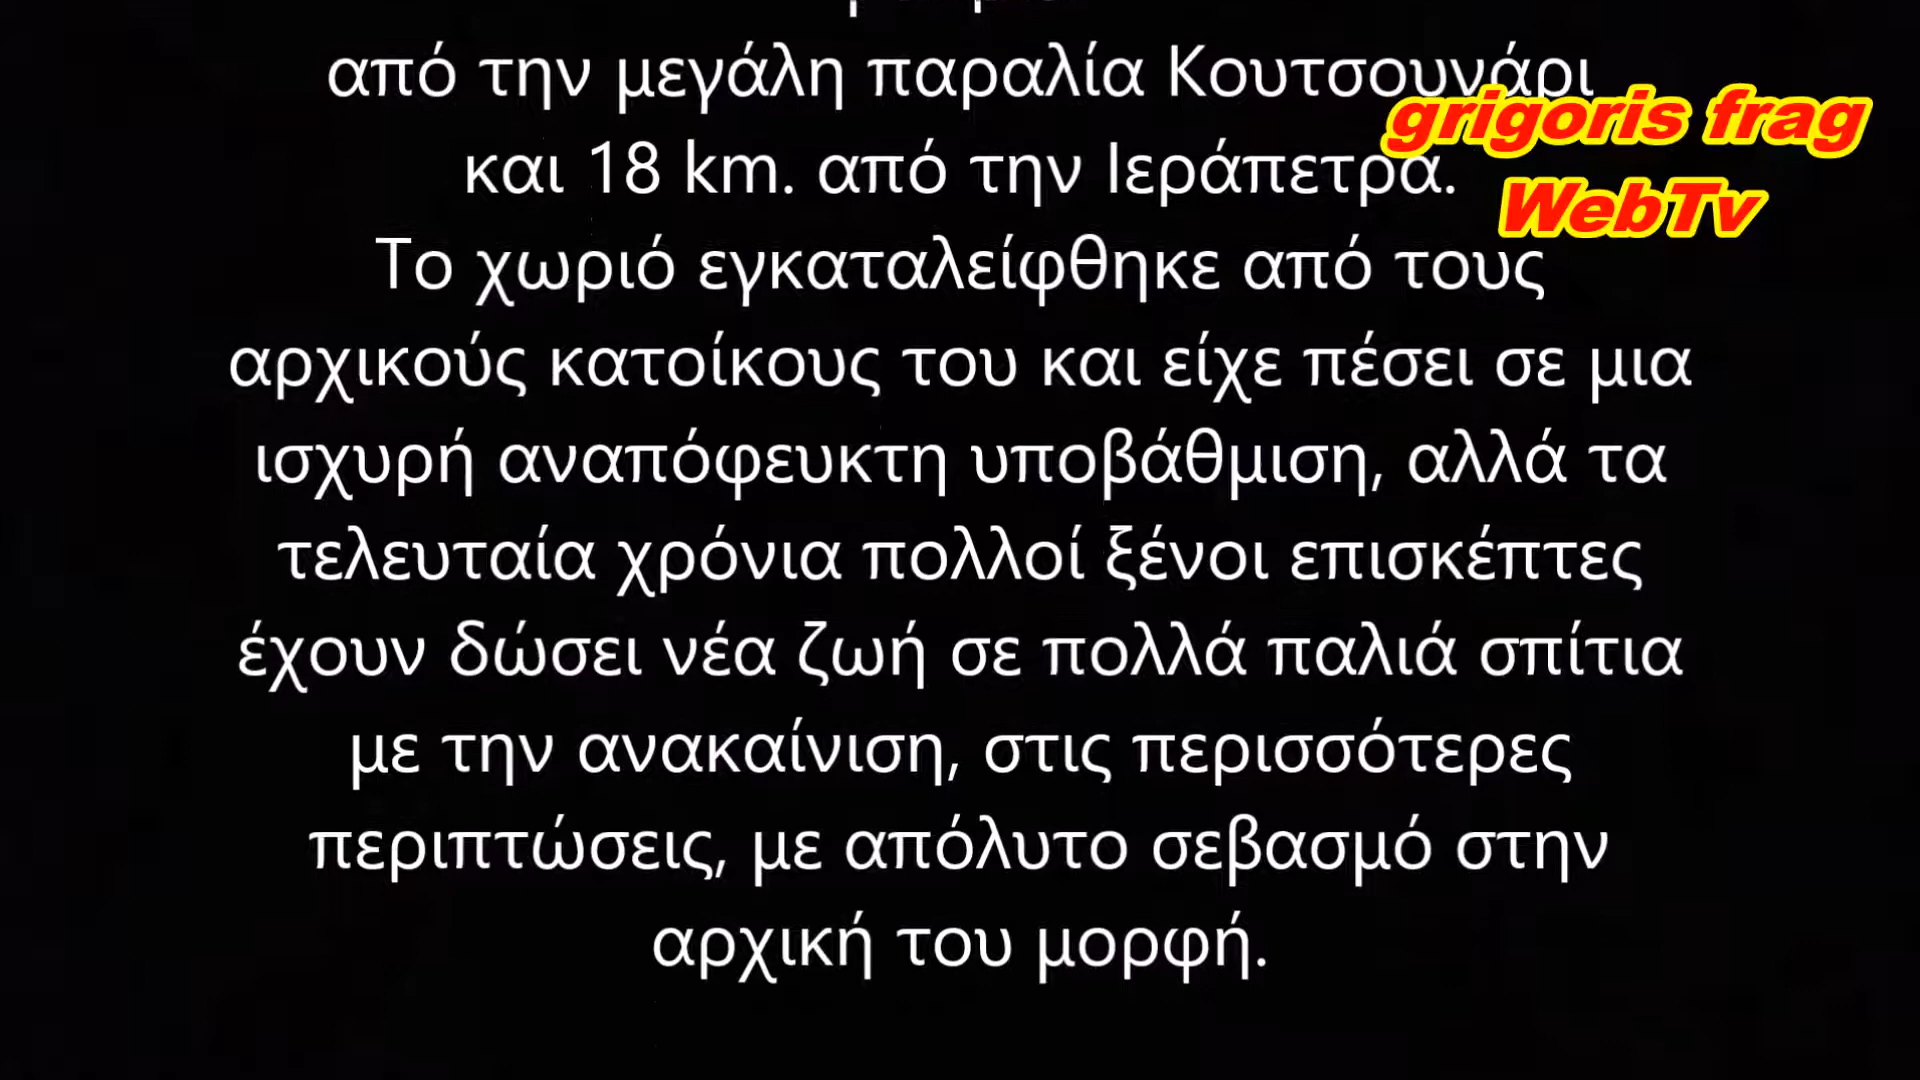 από την μεγάλη παραλία Κουτσουνάρι
grigoris frag
και 18 km. από την Ιεράπετρα.
WebTv
Το χωριό εγκαταλείφθηκε από τους
αρχικούς κατοίκους του και είχε πέσει σε μια
ισχυρή αναπόφευκτη υποβάθμιση, αλλά τα
τελευταία χρόνια πολλοί ξένοι επισκέπτες
έχουν δώσει νέα ζωή σε πολλά παλιά σπίτια
με την ανακαίνιση, στις περισσότερες
περιπτώσεις, με απόλυτο σεβασμό στην
αρχική του μορφή.